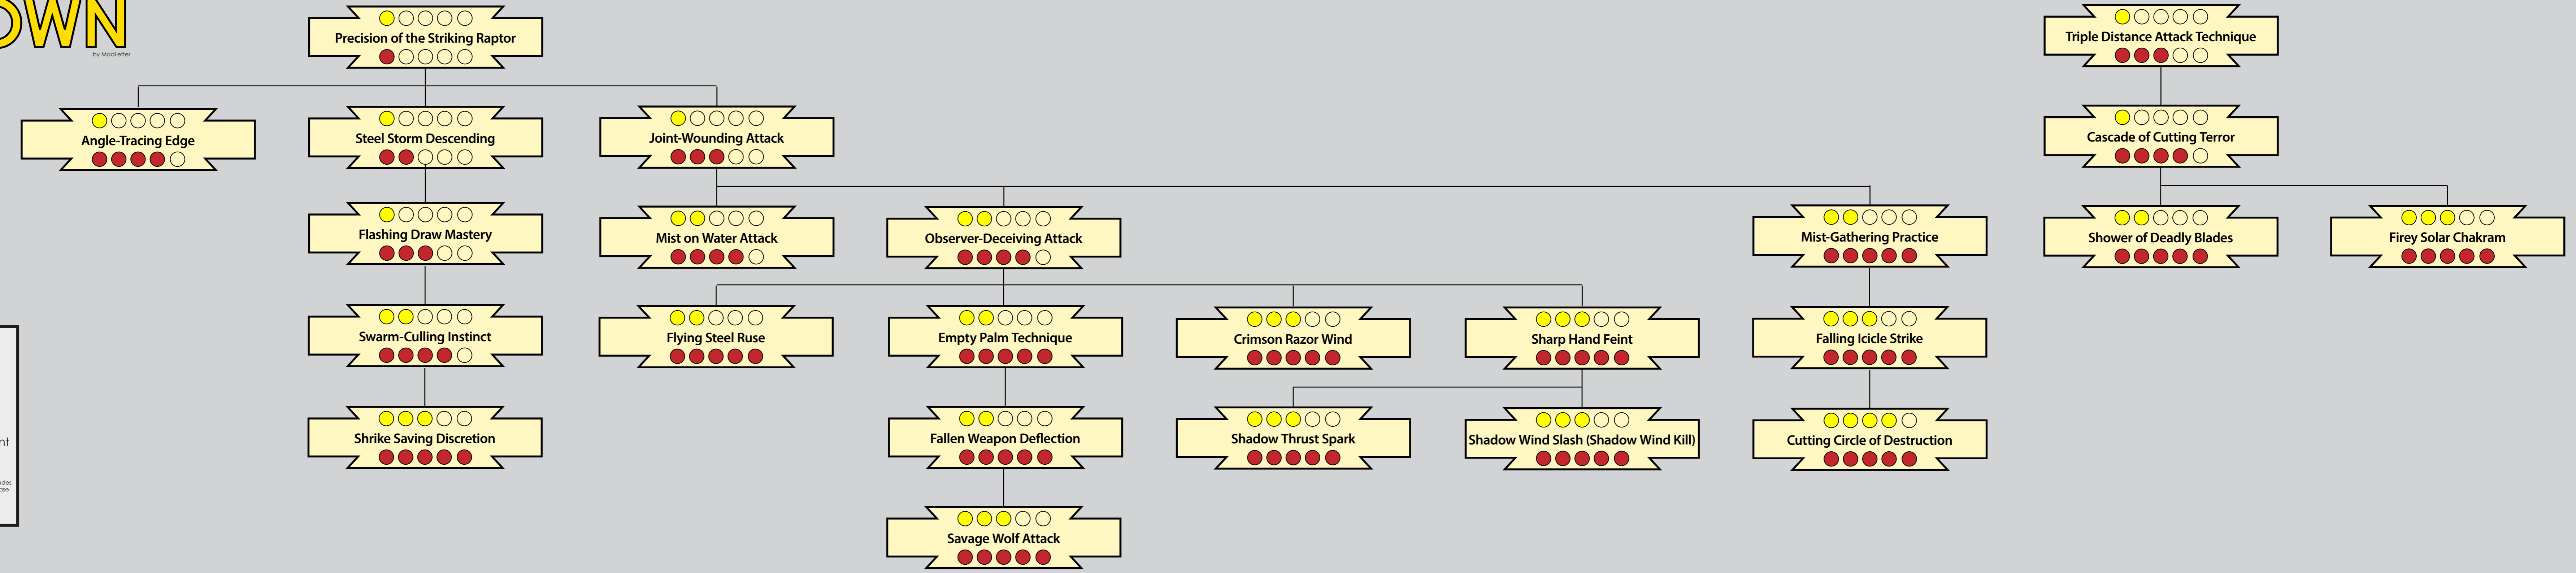 OWN
by MadLetter
Precision of the Striking Raptor
Triple Distance Attack Technique
Angle-Tracing Edge
Steel Storm Descending
Joint-Wounding Attack
Cascade of Cutting Terror
Flashing Draw Mastery
Mist on Water Attack
Observer-Deceiving Attack
Mist-Gathering Practice
Shower of Deadly Blades
Firey Solar Chakram
Swarm-Culling Instinct
Flying Steel Ruse
Empty Palm Technique
Crimson Razor Wind
Sharp Hand Feint
Falling Icicle Strike
Shrike Saving Discretion
Fallen Weapon Deflection
Shadow Thrust Spark
Shadow Wind Slash (Shadow Wind Kill)
Cutting Circle of Destruction
Savage Wolf Attack